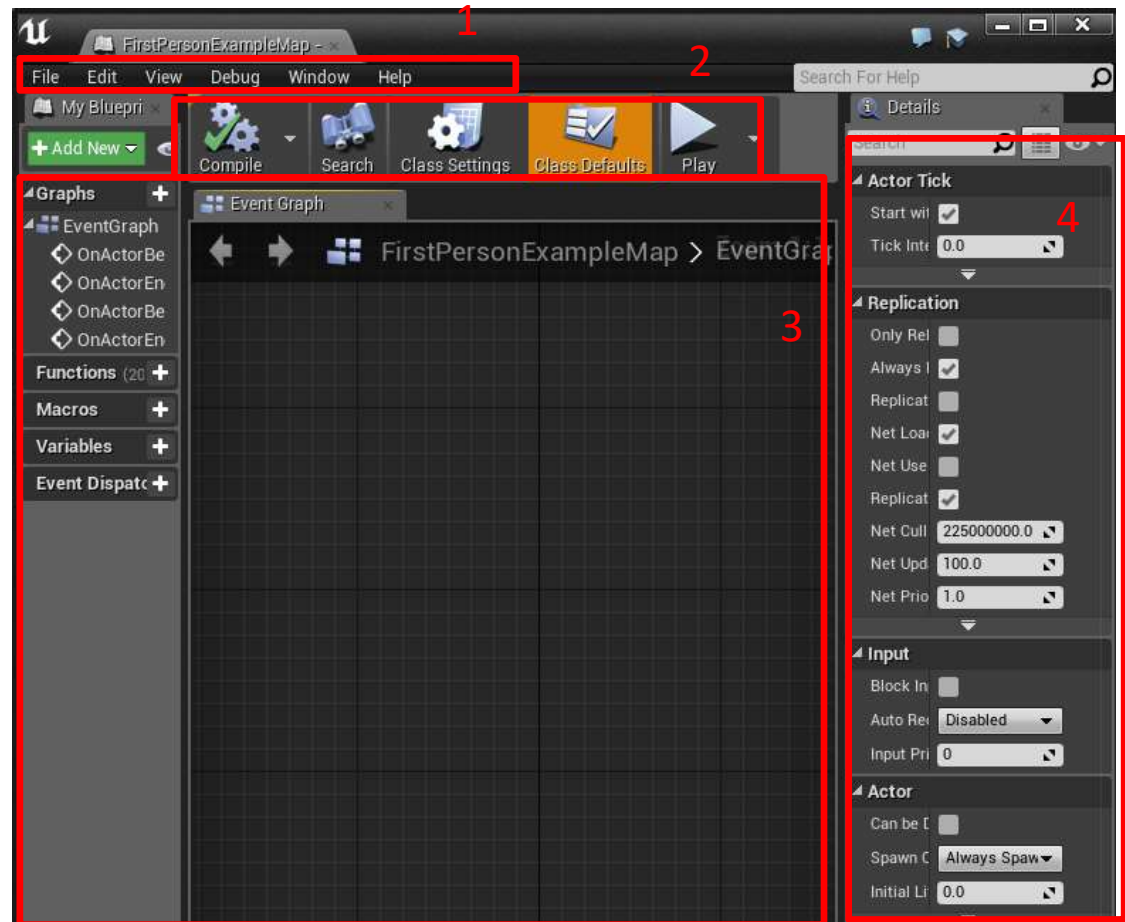 1
FirstPersonExampleMap -
2
File Edit View Debug Window Help
Search For Help
My Bluepri
Details
Add New
Compile
Search
Class Settings
Class Defaults
Play
Search
Graphs
EventGraph
OnActorBe
OnActorEn
OnActorBe
OnActorEn
Functions (20
Macros
Variables
Event Dispatc
Event Graph
FirstPersonExampleMap > EventGrap
3
4
Actor Tick
Start wit
Tick Inte 0.0
Replication
Only Rel
Always
Replicat
Net Loa
Net Use
Replicat
Net Cull 225000000.0
Net Upd 100.0
Net Prio 1.0
Input
Block In
Auto Re Disabled
Input Pri 0
Actor
Can be D
Spawn C Always Spaw
Initial Li 0.0